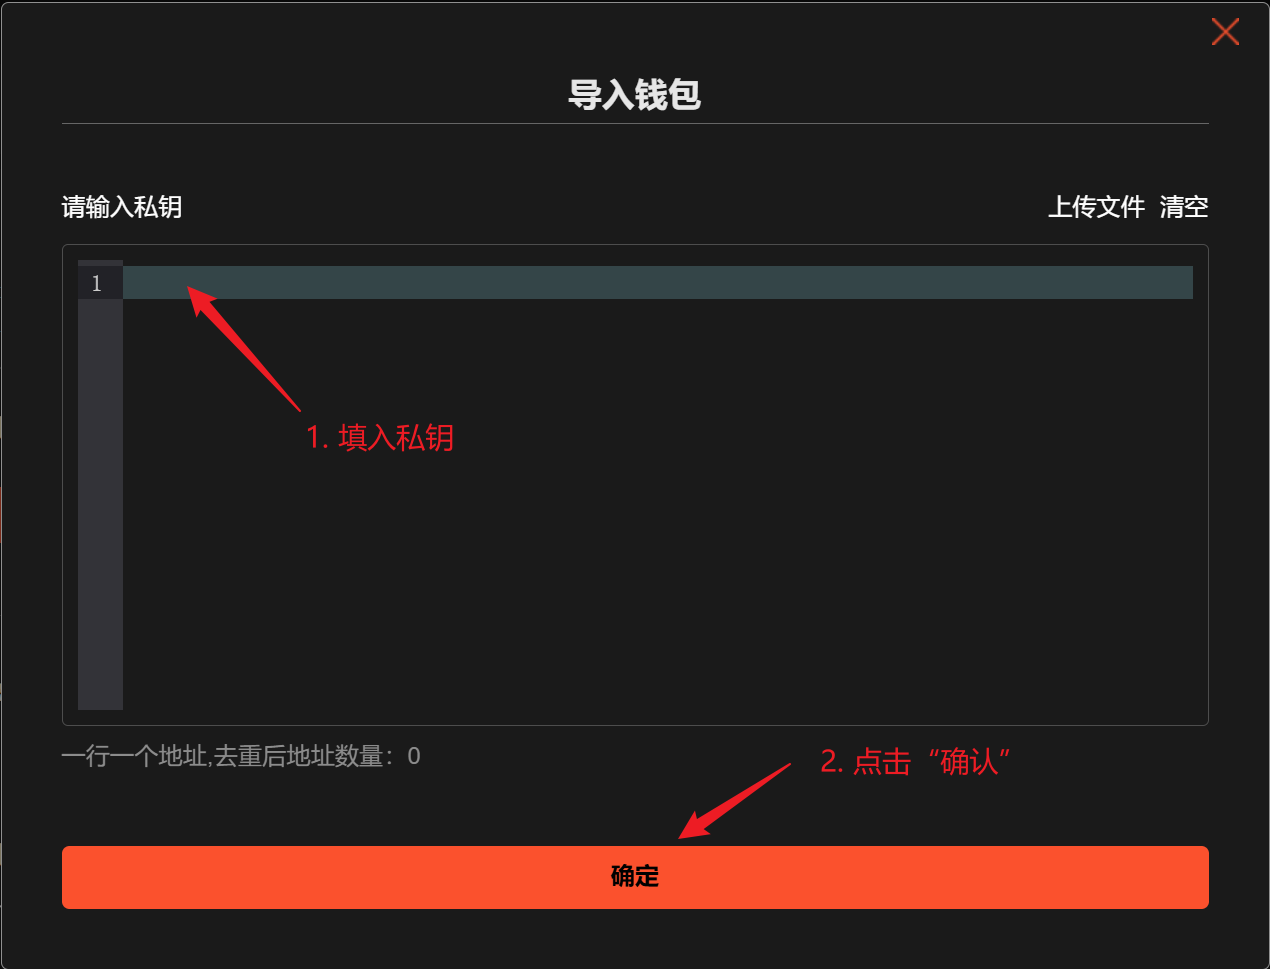 导入钱包
请输入私钥
上传文件 清空
1
1. 填入私钥
一行一个地址,去重后地址数量：0
2. 点击“确认”
确定